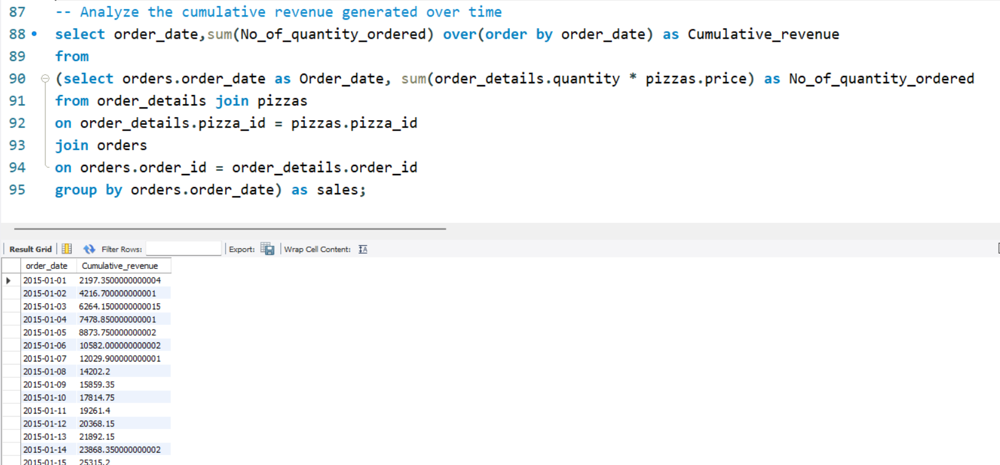 87 -- Analyze the cumulative revenue generated over time
88 select order_date,sum(No_of_quantity_ordered) over(order by order_date) as Cumulative_revenue
89 from
90 (select orders.order_date as Order_date, sum(order_details.quantity * pizzas.price) as No_of_quantity_ordered
91 from order_details join pizzas
92 on order_details.pizza_id = pizzas.pizza_id
93 join orders
94 on orders.order_id = order_details.order_id
95 group by orders.order_date) as sales;
Result Grid Filter Rows: Export: Wrap Cell Content: IA
order_date Cumulative_revenue
2015-01-01 2197.3500000000004
2015-01-02 4216.700000000001
2015-01-03 6264.1500000000015
2015-01-04 7478.850000000001
2015-01-05 8873.750000000002
2015-01-06 10582.000000000002
2015-01-07 12029.900000000001
2015-01-08 14202.2
2015-01-09 15859.35
2015-01-10 17814.75
2015-01-11 19261.4
2015-01-12 20368.15
2015-01-13 21892.15
2015-01-14 23868.350000000002
2015-01-15 25315.2